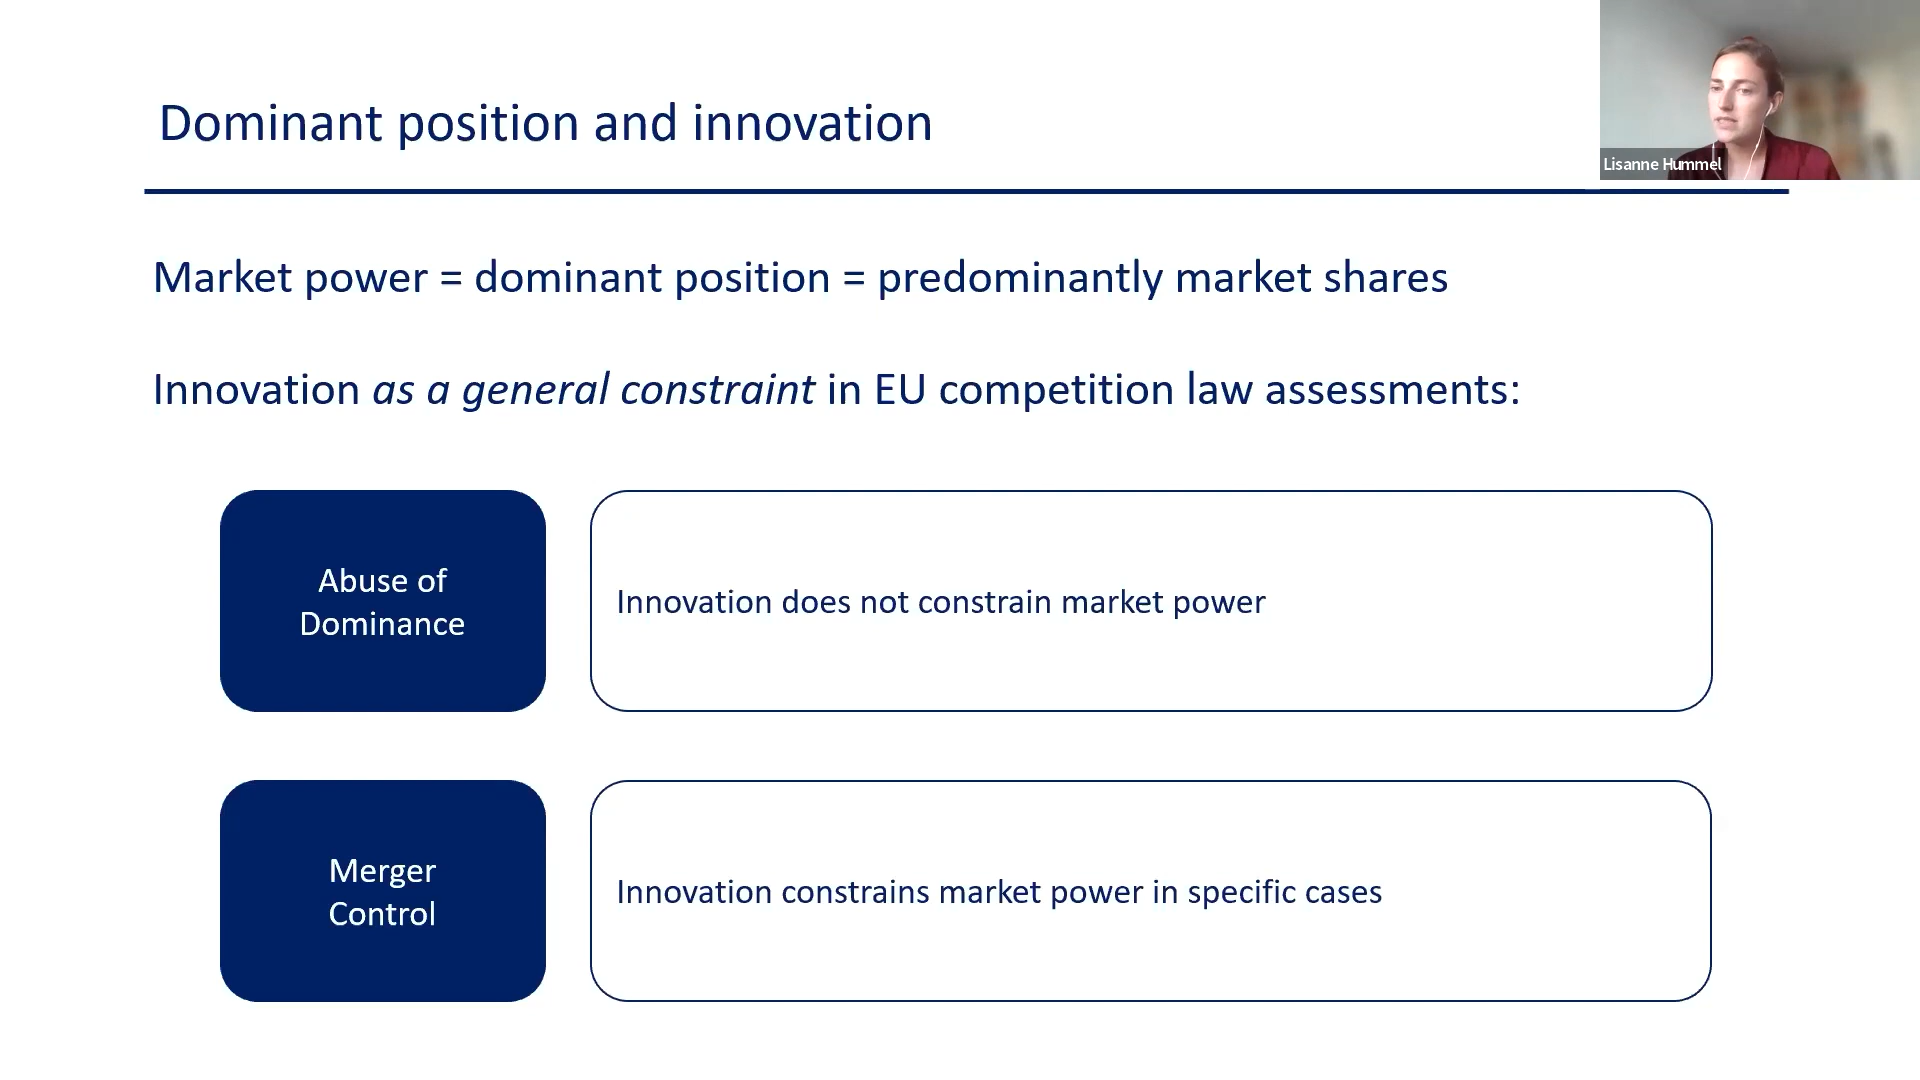 Dominant position and innovation
Lisanne Hummel
Market power = dominant position = predominantly market shares
Innovation as a general constraint in EU competition law assessments:
Abuse of
Dominance
Innovation does not constrain market power
Merger
Control
Innovation constrains market power in specific cases